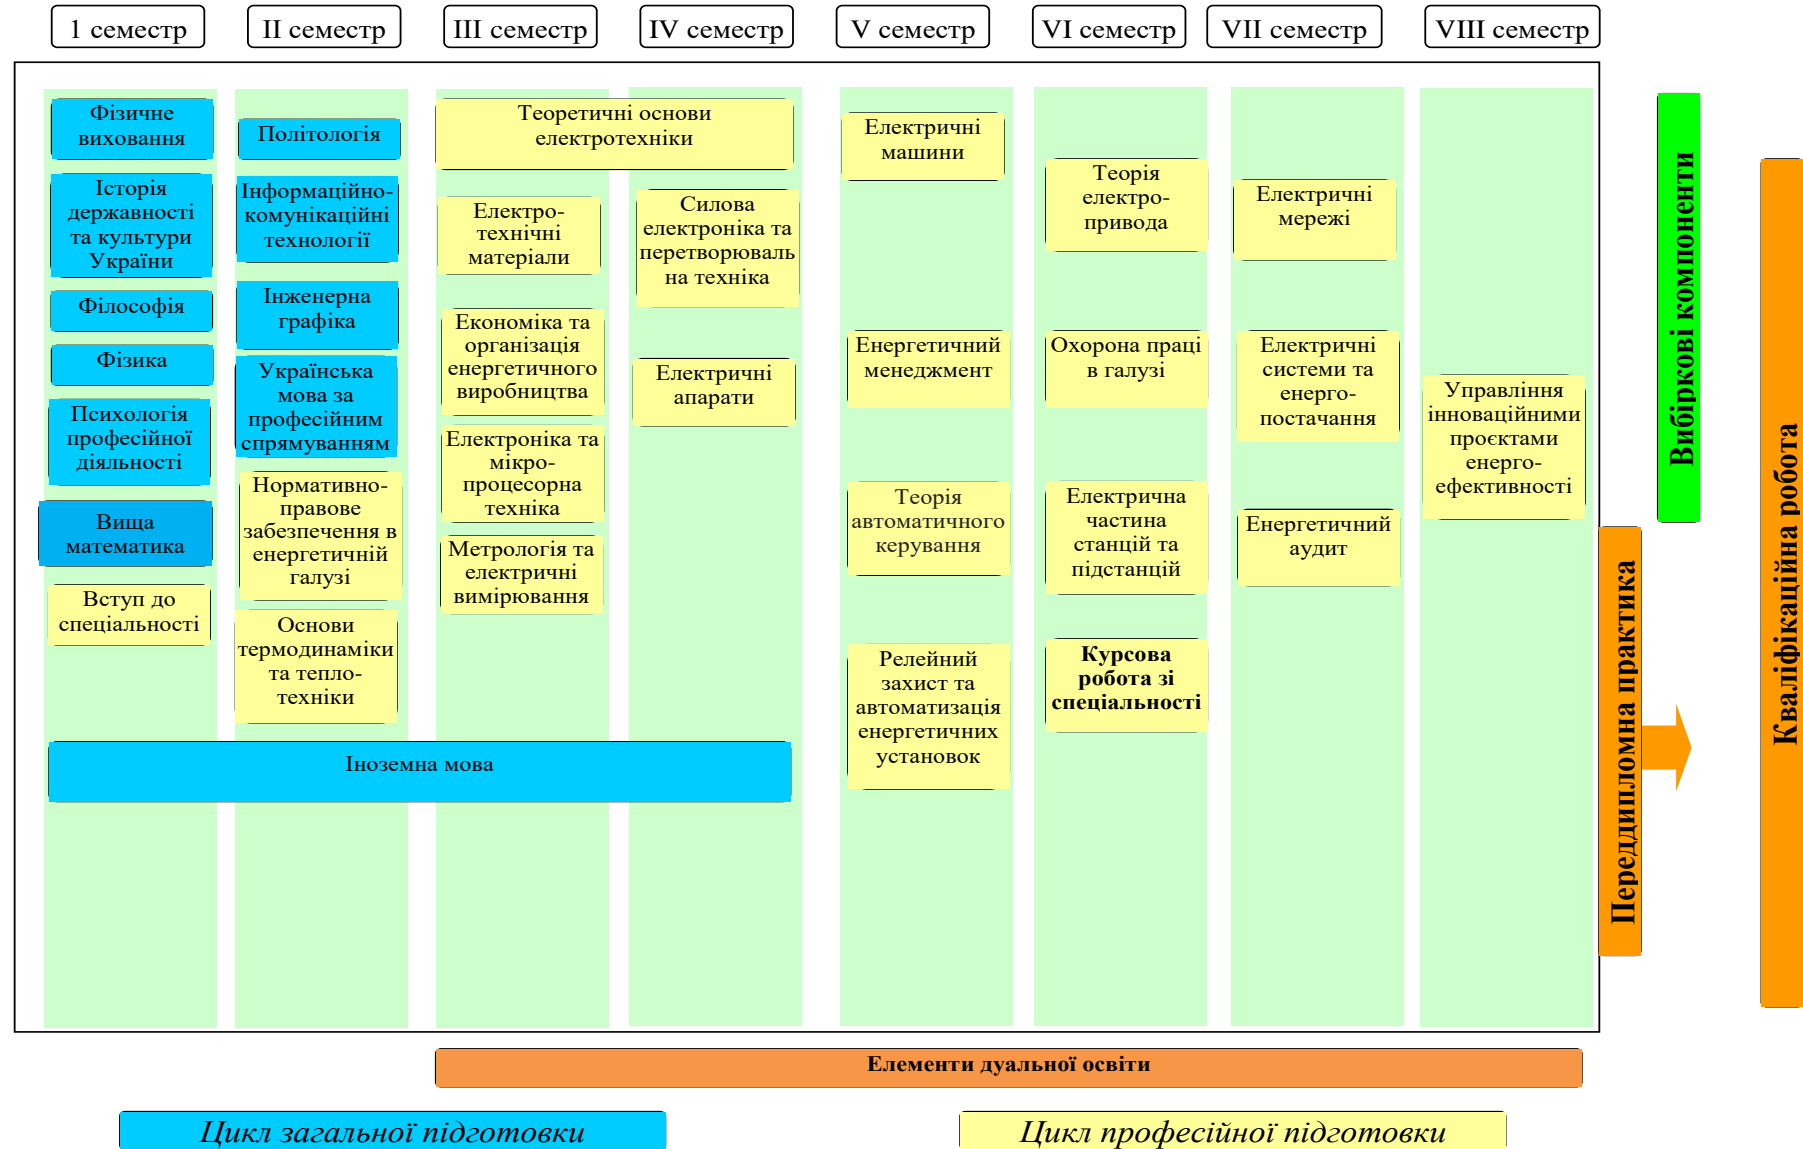 1 семестр
II семестр
III семестр
IV семестр
V семестр
VI семестр
VII семестр
VIII семестр
Фізичне
виховання
Історія
державності
та культури
України
Філософія
Фізика
Психологія
професійної
діяльності
Вища
математика
Вступ до
спеціальності
Політологія
Інформаційно-
комунікаційні
технології
Інженерна
графіка
Українська
мова за
професійним
спрямуванням
Нормативно-
правове
забезпечення в
енергетичній
галузі
Основи
термодинаміки
та тепло-
техніки
Теоретичні основи
електротехніки
Електро-
технічні
матеріали
Економіка та
організація
енергетичного
виробництва
Електроніка та
мікро-
процесорна
техніка
Метрологія та
електричні
вимірювання
Силова
електроніка та
перетворюваль
на техніка
Електричні
апарати
Іноземна мова
Електричні
машини
Енергетичний
менеджмент
Теорія
автоматичного
керування
Релейний
захист та
автоматизація
енергетичних
установок
Теорія
електро-
привода
Охорона праці
в галузі
Електрична
частина
станцій та
підстанцій
Курсова
робота зі
спеціальності
Електричні
мережі
Електричні
системи та
енерго-
постачання
Енергетичний
аудит
Управління
інноваційними
проєктами
енерго-
ефективності
Вибіркові компоненти
Переддипломна практика
Кваліфікаційна робота
Елементи дуальної освіти
Цикл загальної підготовки
Цикл професійної підготовки